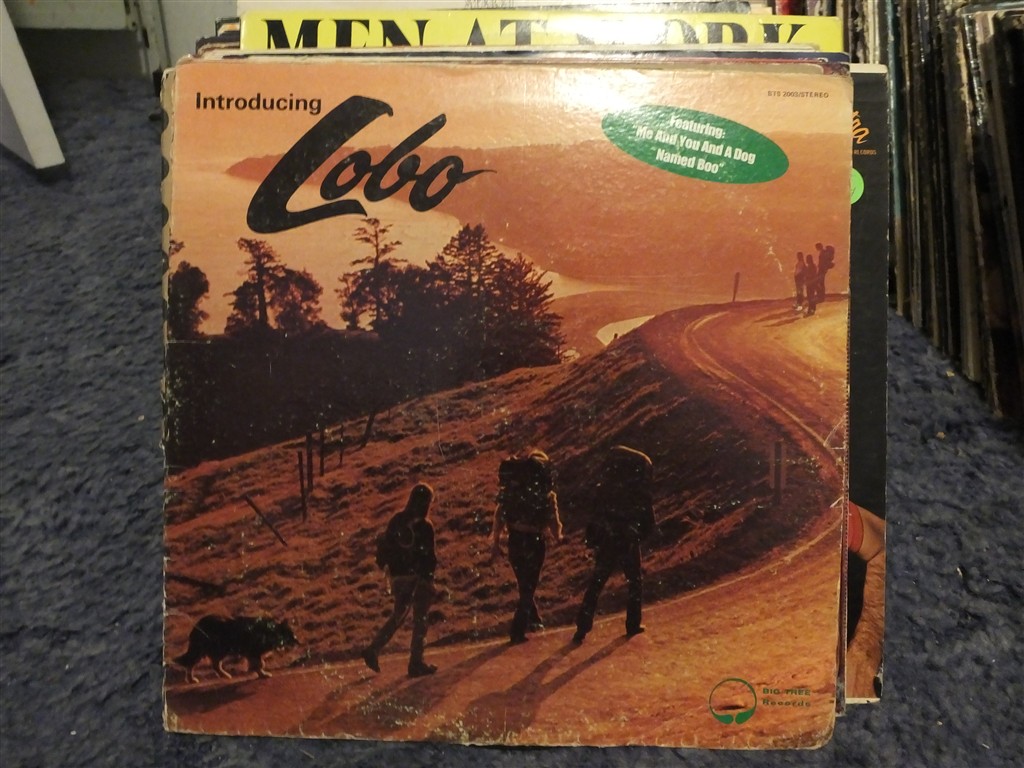 MEN AT WORK
Introducing
Lobo
BTS 2003/STEREO
Featuring:
Me And You And A Dog
Named Boo"
BIG TREE
Records
RECORDS